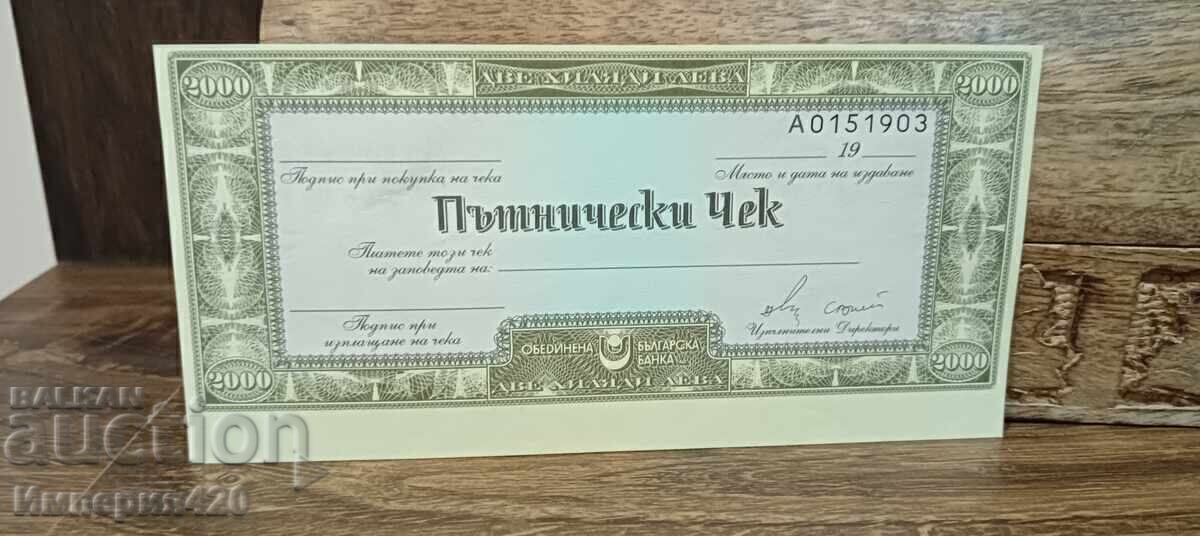 2000 ДВЕ ХИЛЯДИ ЛЕВА 2000
А0151903
19
Подпис при покупка на чека
Място и дата на издаване
Пътнически Чек
Платете този чек
на заповедта на:
Подпис при
изплащане на чека
Изпълнителни Директори
ОБЕДИНЕНА БЪЛГАРСКА
БАНКА
2000 ДВЕ ХИЛЯДИ ЛЕВА 2000
BALKAN
auction
Империя420